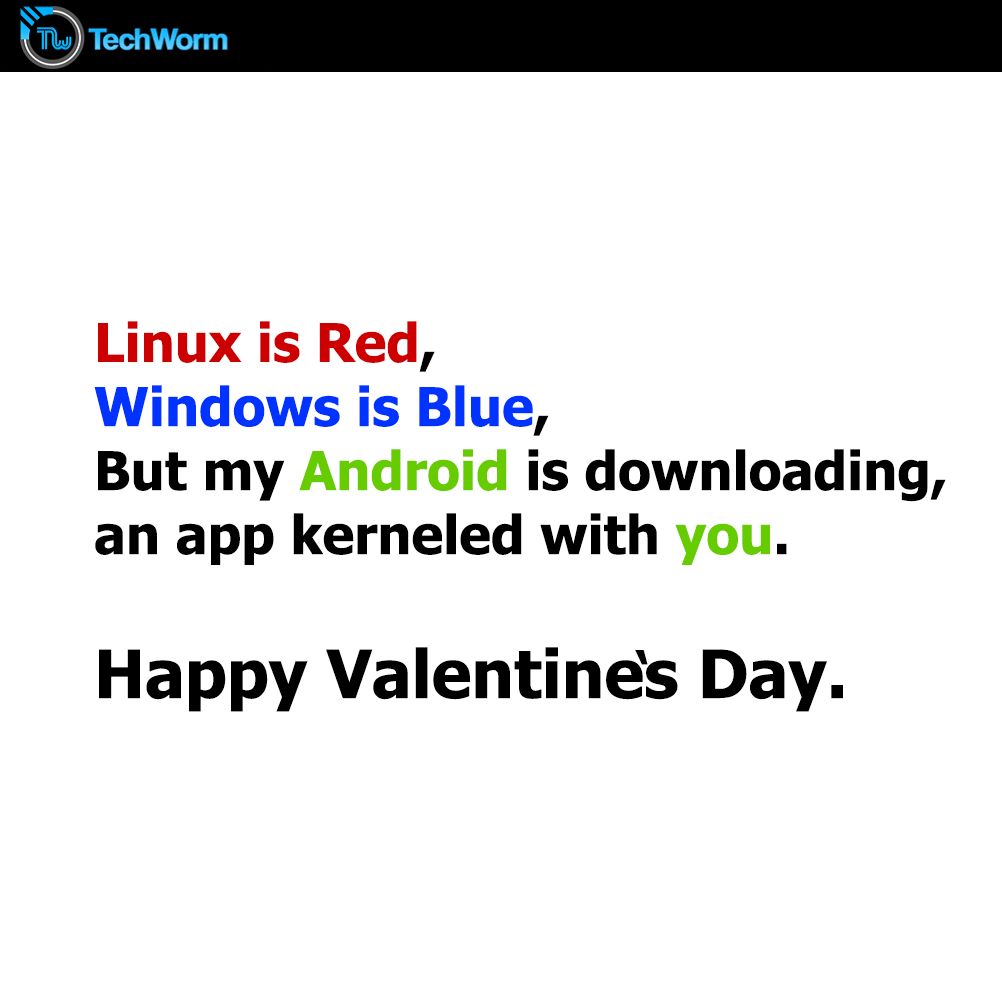 TW TechWorm
Linux is Red,
Windows is Blue,
But my Android is downloading,
an app kerneled with you.
Happy Valentine`s Day.